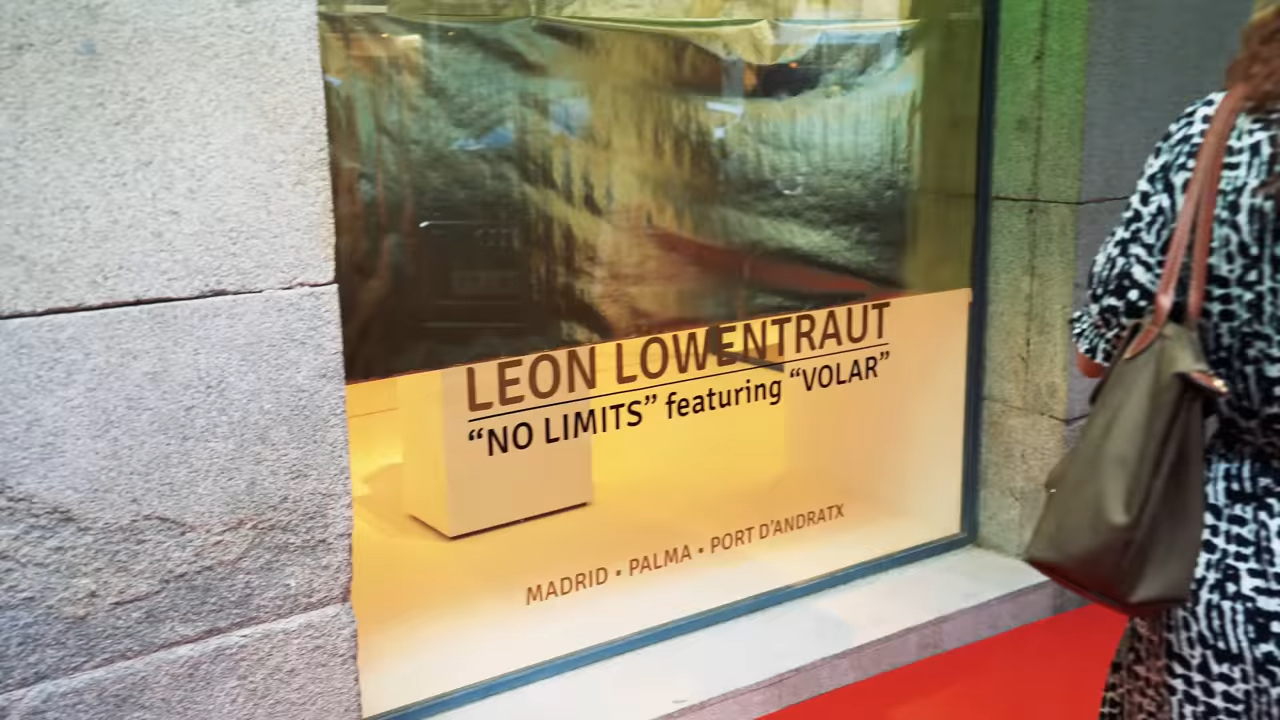 LEON LOWENTRAUT
“NO LIMITS” featuring “VOLAR”
MADRID • PALMA • PORT D’ANDRATX